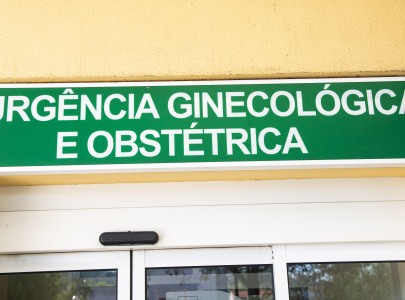 URGÊNCIA GINECOLÓGICA
E OBSTÉTRICA